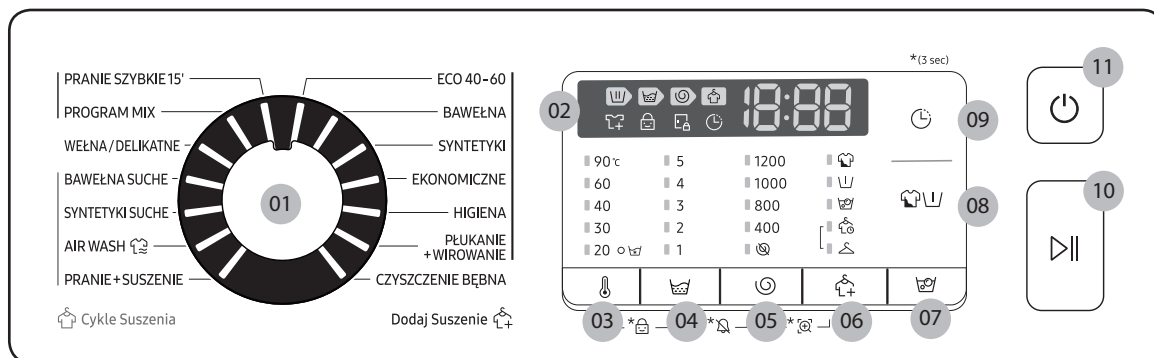 *(3 sec)
PRANIE SZYBKIE 15'
PROGRAM MIX
WEŁNA/DELIKATNE
BAWEŁNA SUCHE
SYNTETYKI SUCHE
AIR WASH
PRANIE+SUSZENIE
ECO 40-60
BAWEŁNA
SYNTETYKI
EKONOMICZNE
HIGIENA
PŁUKANIE
+WIROWANIE
CZYSZCZENIE BĘBNA
Cykle Suszenia
Dodaj Suszenie
01
02
18:88
90℃ 5 1200
60 4 1000
40 3 800
30 2 400
20 1
03 * 04 * 05 * 06 07
09
08
11
10